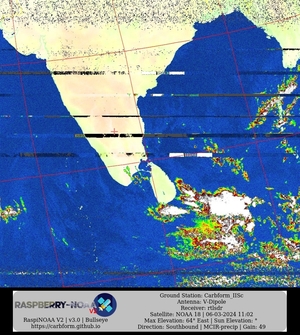 RASPBERRY-NOAA
V2
RaspiNOAA V2 | v3.0 | Bullseye
https://carbform.github.io
Ground Station: Carbform_IISc
Antenna: V-Dipole
Receiver: rtlsdr
Satellite: NOAA 18 | 06-03-2024 11:02
Max Elevation: 64° East | Sun Elevation: °
Direction: Southbound | MCIR-precip | Gain: 49